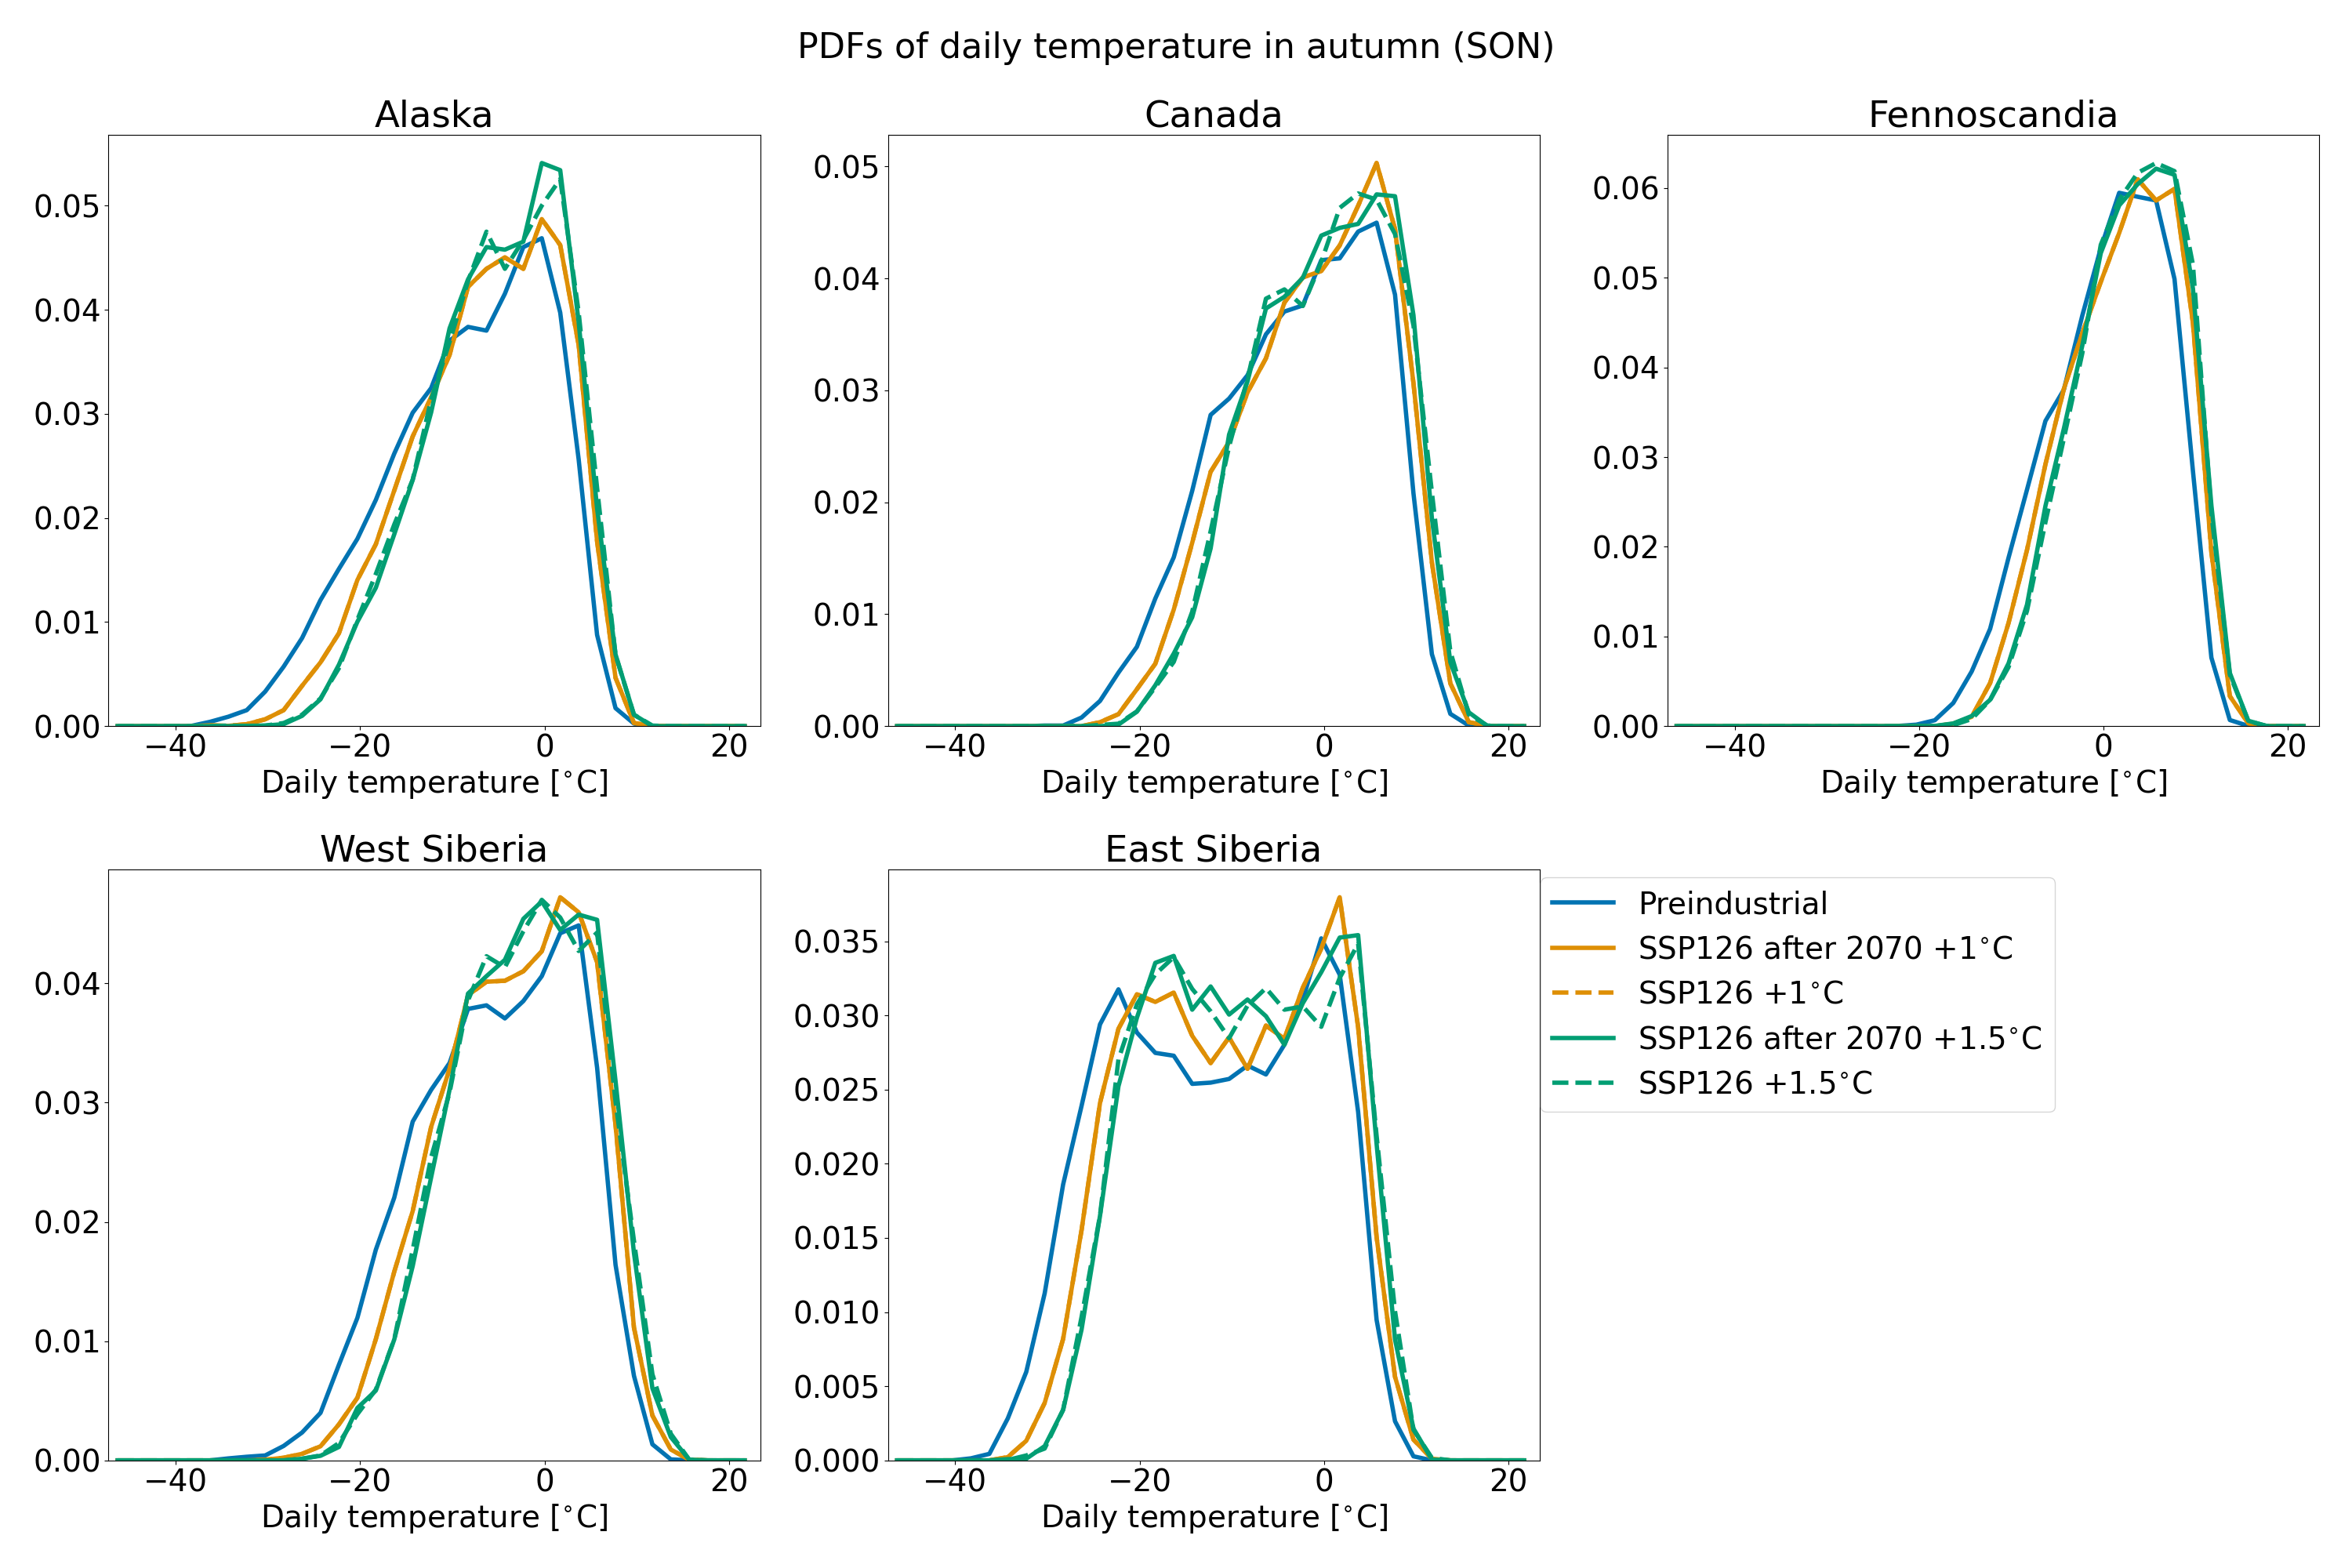 PDFs of daily temperature in autumn (SON)
Alaska
0.05
0.04
0.03
0.02
0.01
0.00
−40 −20 0 20
Daily temperature [°C]
Canada
0.05
0.04
0.03
0.02
0.01
0.00
−40 −20 0 20
Daily temperature [°C]
Fennoscandia
0.06
0.05
0.04
0.03
0.02
0.01
0.00
−40 −20 0 20
Daily temperature [°C]
West Siberia
0.04
0.03
0.02
0.01
0.00
−40 −20 0 20
Daily temperature [°C]
East Siberia
0.035
0.030
0.025
0.020
0.015
0.010
0.005
0.000
−40 −20 0 20
Daily temperature [°C]
Preindustrial
SSP126 after 2070 +1°C
SSP126 +1°C
SSP126 after 2070 +1.5°C
SSP126 +1.5°C